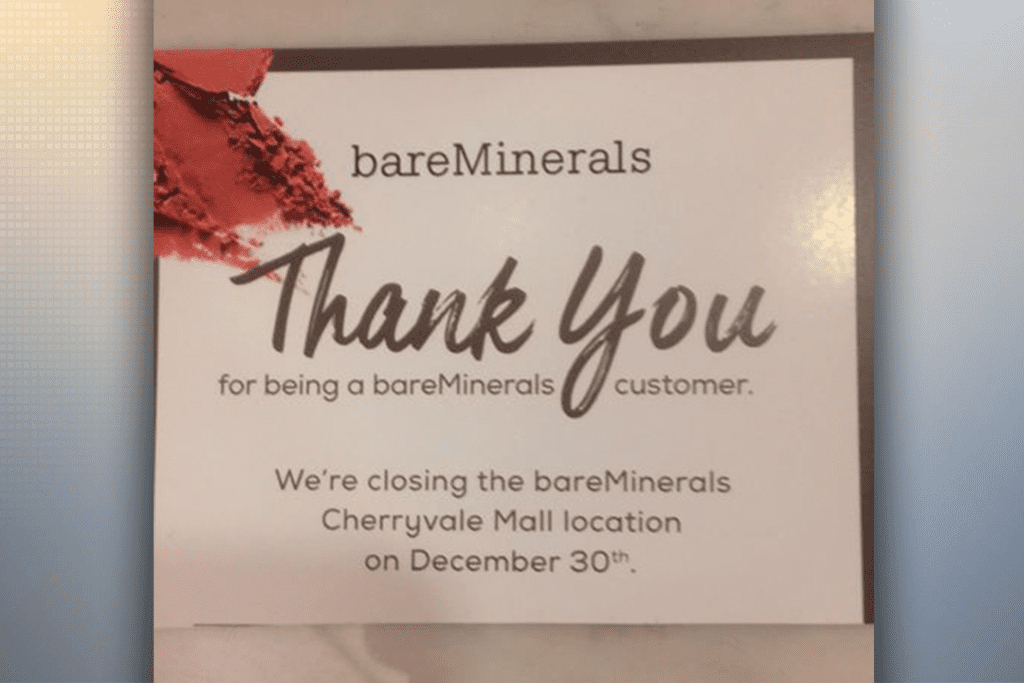 bareMinerals
Thank You
for being a bareMinerals customer.
We're closing the bareMinerals
Cherryvale Mall location
on December 30th.